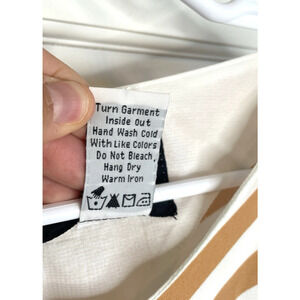 Turn Garment
Inside Out
Hand Wash Cold
With Like Colors
Do Not Bleach,
Hang Dry
Warm Iron